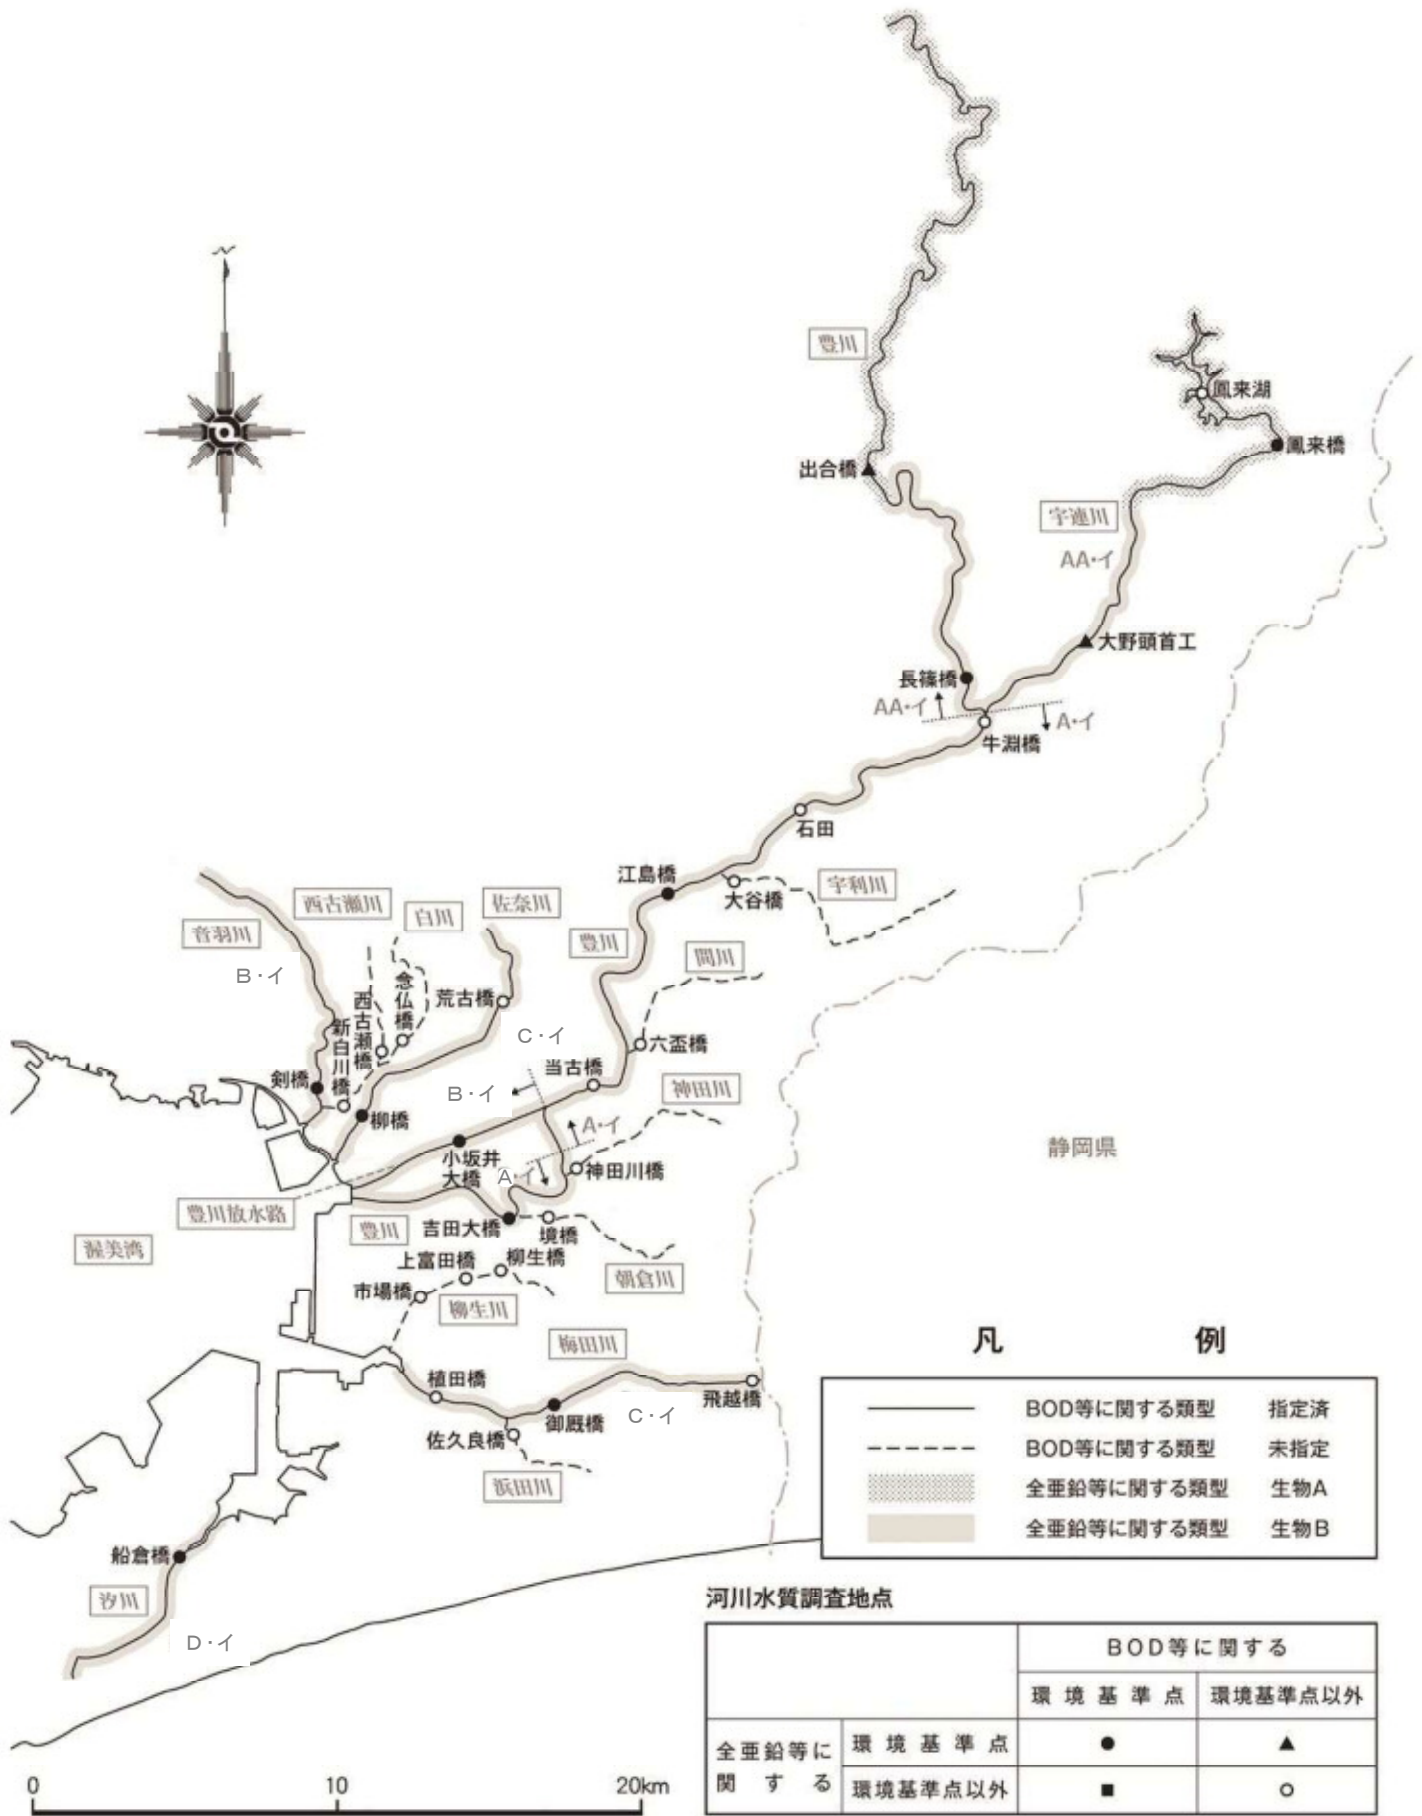 豊川
鳳来湖
鳳来橋
出合橋
宇連川
AA・イ
大野頭首工
長篠橋
AA・イ
A・イ
牛淵橋
石田
江島橋
大谷橋
宇利川
西古瀬川
白川
佐奈川
音羽川
豊川
間川
B・イ
念仏橋
西古瀬橋
新白川橋
荒古橋
C・イ
六盃橋
当古橋
剣橋
B・イ
神田川
柳橋
A・イ
静岡県
小坂井
大橋
A・イ
神田川橋
豊川放水路
豊川
吉田大橋
境橋
渥美湾
上富田橋
柳生橋
朝倉川
市場橋
柳生川
梅田川
植田橋
飛越橋
御厩橋
C・イ
佐久良橋
浜田川
船倉橋
汐川
D・イ
凡 例
BOD等に関する類型 指定済
BOD等に関する類型 未指定
全亜鉛等に関する類型 生物A
全亜鉛等に関する類型 生物B
河川水質調査地点
BOD等に関する
環境基準点 環境基準点以外
全亜鉛等に
関する
環境基準点 ● ▲
環境基準点以外 ■ ○
0 10 20km